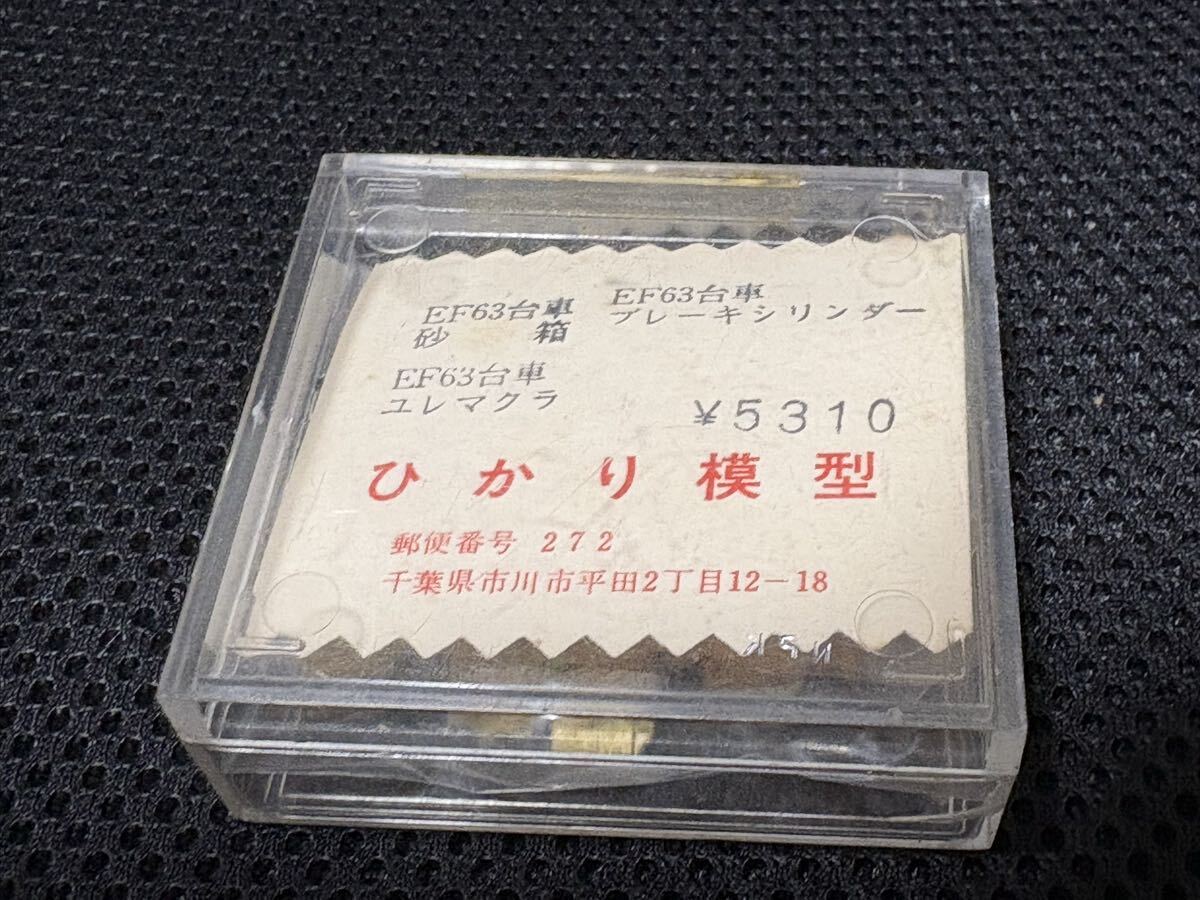 EF63台車
砂 箱
EF63台車
ブレーキシリンダー
EF63台車
ユレマクラ
¥5310
ひかり模型
郵便番号 272
千葉県市川市平田2丁目12-18